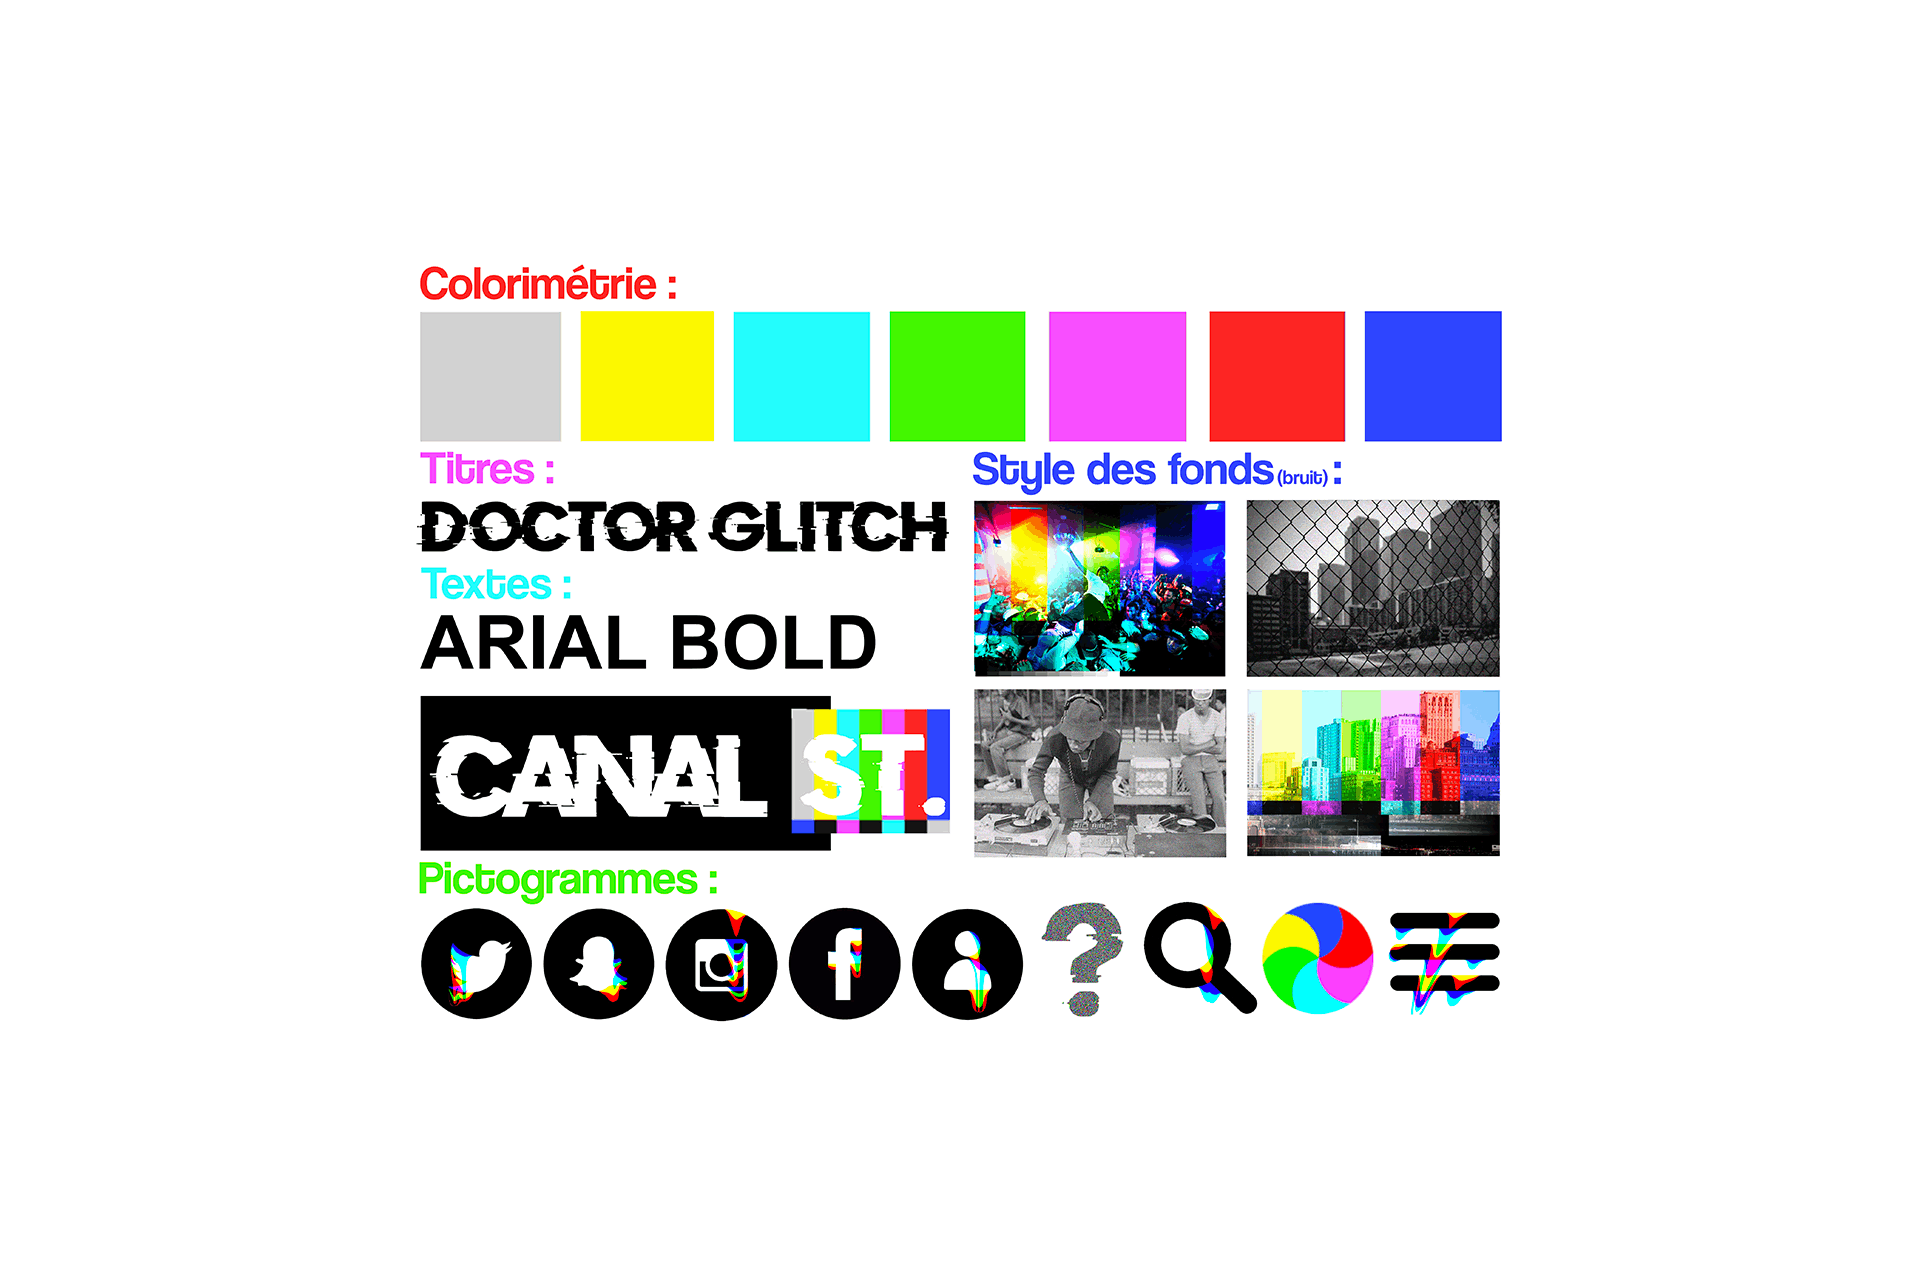 Colorimétrie :
Titres :
DOCTOR GLITCH
Textes :
ARIAL BOLD
CANAL ST.
Style des fonds (bruit) :
Pictogrammes :